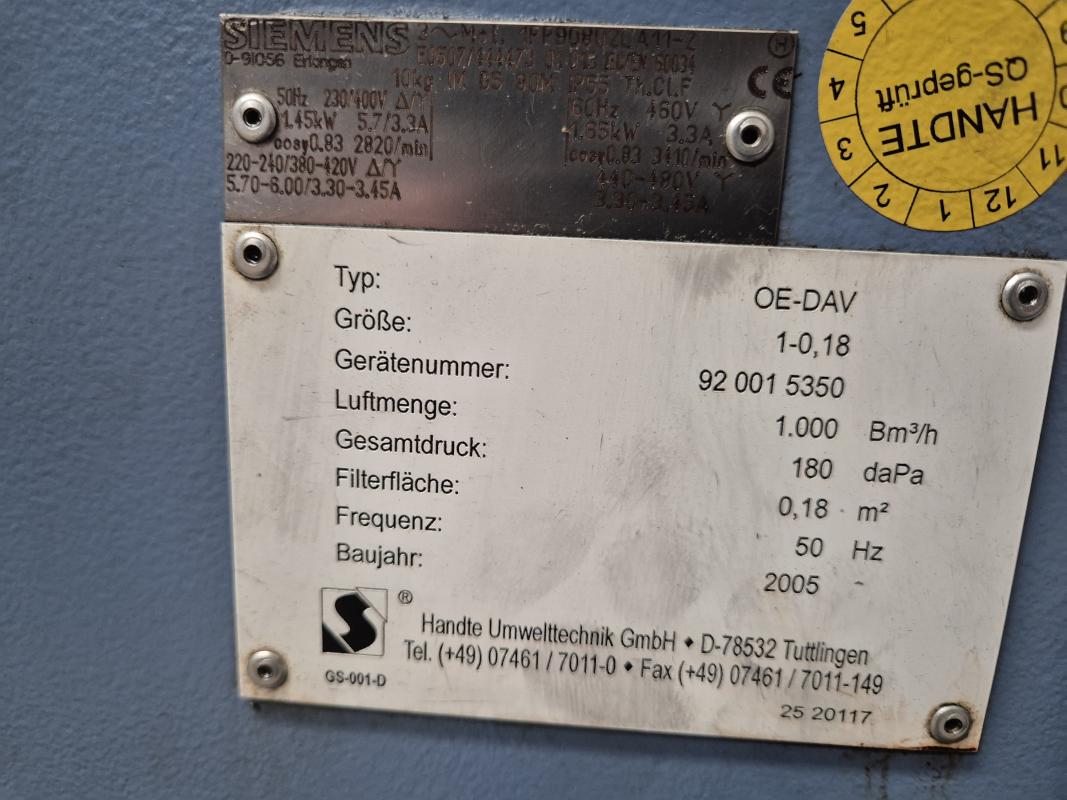 SIEMENS
D-91056 Erlangen
10kg IM B5 90M IP55 Th.Cl.F
50Hz 230/400V Δ/Y
1.45kW 5.7/3.3A
cosφ0.83 2820/min
220-240/380-420V Δ/Y
5.70-6.00/3.30-3.45A
60Hz 460V Y
3.3A
cosφ0.83 3410/min
440-480V Y
3.30-3.45A
CE
HANDTE
QS-geprüft
5
4
3
2
1
12
11
Typ: OE-DAV
Größe: 1-0,18
Gerätenummer: 92 001 5350
Luftmenge: 1.000 Bm³/h
Gesamtdruck: 180 daPa
Filterfläche: 0,18 m²
Frequenz: 50 Hz
Baujahr: 2005 -
®
Handte Umwelttechnik GmbH ♦ D-78532 Tuttlingen
Tel. (+49) 07461 / 7011-0 ♦ Fax (+49) 07461 / 7011-149
GS-001-D
25 20117